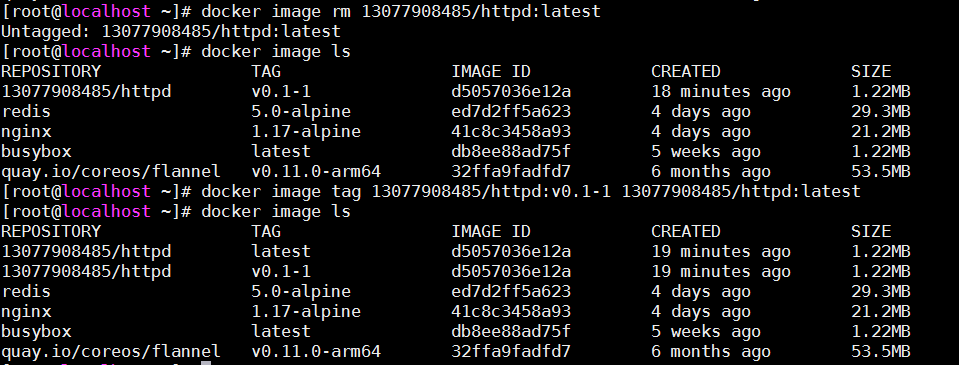 [root@localhost ~]# docker image rm 13077908485/httpd:latest
Untagged: 13077908485/httpd:latest
[root@localhost ~]# docker image ls
REPOSITORY TAG IMAGE ID CREATED SIZE
13077908485/httpd v0.1-1 d5057036e12a 18 minutes ago 1.22MB
redis 5.0-alpine ed7d2ff5a623 4 days ago 29.3MB
nginx 1.17-alpine 41c8c3458a93 4 days ago 21.2MB
busybox latest db8ee88ad75f 5 weeks ago 1.22MB
quay.io/coreos/flannel v0.11.0-arm64 32ffa9fadfd7 6 months ago 53.5MB
[root@localhost ~]# docker image tag 13077908485/httpd:v0.1-1 13077908485/httpd:latest
[root@localhost ~]# docker image ls
REPOSITORY TAG IMAGE ID CREATED SIZE
13077908485/httpd latest d5057036e12a 19 minutes ago 1.22MB
13077908485/httpd v0.1-1 d5057036e12a 19 minutes ago 1.22MB
redis 5.0-alpine ed7d2ff5a623 4 days ago 29.3MB
nginx 1.17-alpine 41c8c3458a93 4 days ago 21.2MB
busybox latest db8ee88ad75f 5 weeks ago 1.22MB
quay.io/coreos/flannel v0.11.0-arm64 32ffa9fadfd7 6 months ago 53.5MB